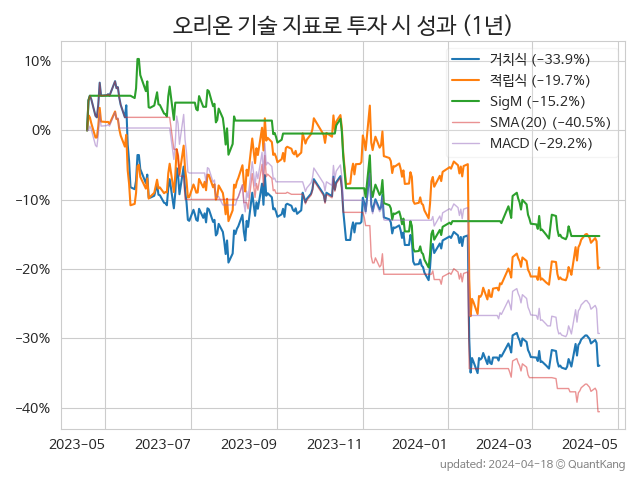 오리온 기술 지표로 투자 시 성과 (1년)
거치식 (−33.9%)
적립식 (−19.7%)
SigM (−15.2%)
SMA(20) (−40.5%)
MACD (−29.2%)
10%
0%
−10%
−20%
−30%
−40%
2023−05 2023−07 2023−09 2023−11 2024−01 2024−03 2024−05
updated: 2024−04−18 © QuantKang